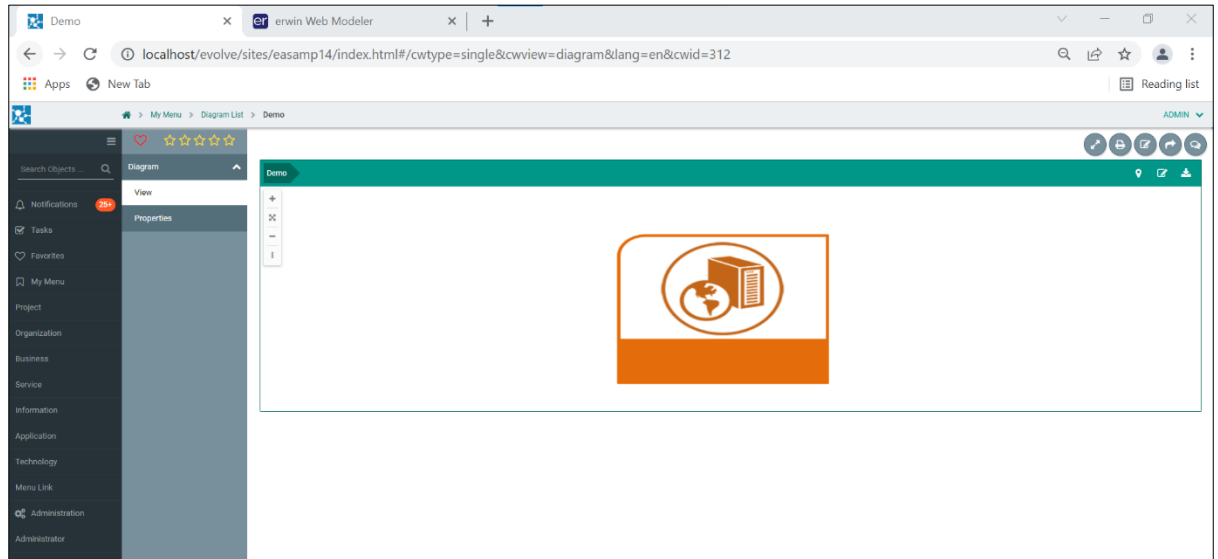 Demo
er erwin Web Modeler
localhost/evolve/sites/easamp14/index.html#/cwtype=single&cwview=diagram&lang=en&cwid=312
Apps New Tab Reading list
> My Menu > Diagram List > Demo ADMIN
Search Objects ...
Notifications 25+
Tasks
Favorites
My Menu
Project
Organization
Business
Service
Information
Application
Technology
Menu Link
Administration
Administrator
Diagram
View
Properties
Demo